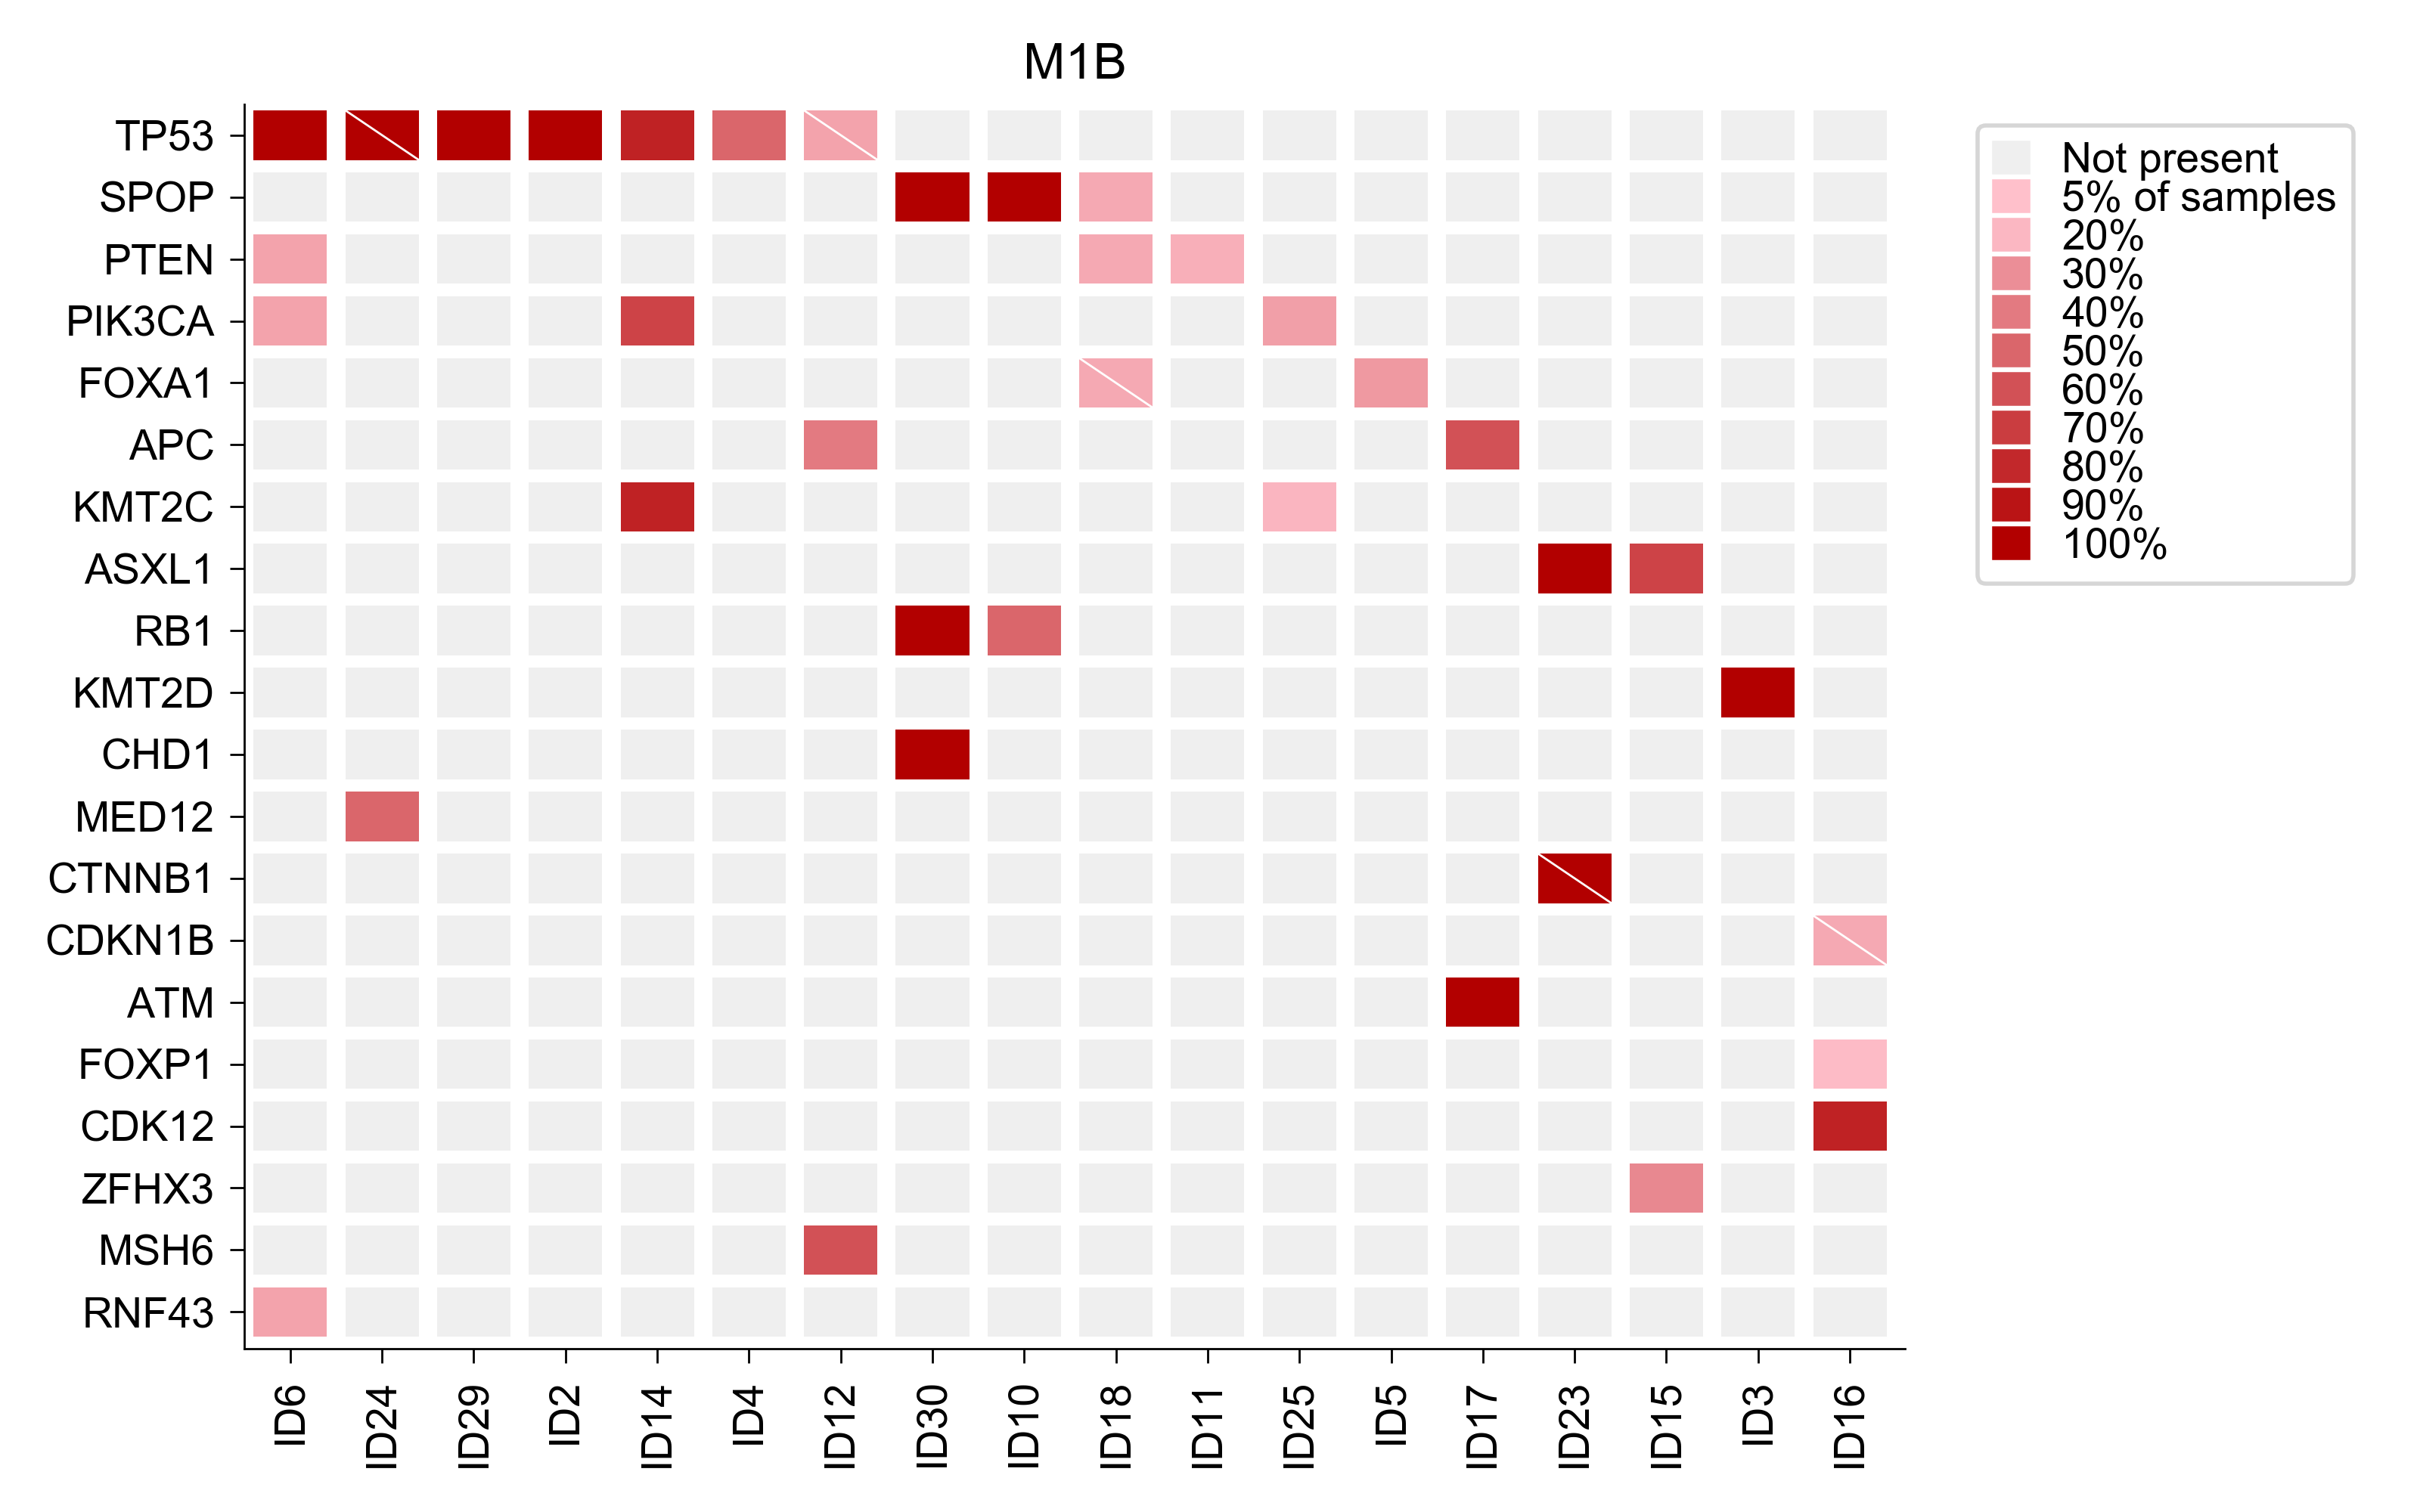 M1B
TP53
SPOP
PTEN
PIK3CA
FOXA1
APC
KMT2C
ASXL1
RB1
KMT2D
CHD1
MED12
CTNNB1
CDKN1B
ATM
FOXP1
CDK12
ZFHX3
MSH6
RNF43
ID6
ID24
ID29
ID2
ID14
ID4
ID12
ID30
ID10
ID18
ID11
ID25
ID5
ID17
ID23
ID15
ID3
ID16
Not present
5% of samples
20%
30%
40%
50%
60%
70%
80%
90%
100%